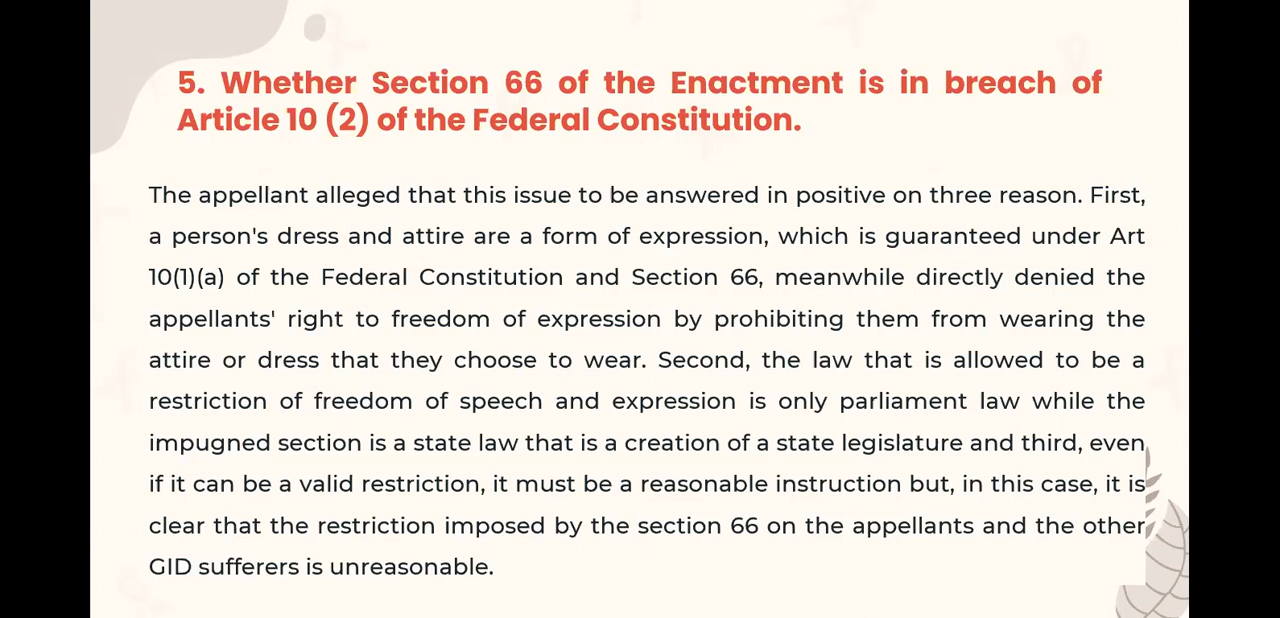 5. Whether Section 66 of the Enactment is in breach of
Article 10 (2) of the Federal Constitution.
The appellant alleged that this issue to be answered in positive on three reason. First,
a person's dress and attire are a form of expression, which is guaranteed under Art
10(1)(a) of the Federal Constitution and Section 66, meanwhile directly denied the
appellants' right to freedom of expression by prohibiting them from wearing the
attire or dress that they choose to wear. Second, the law that is allowed to be a
restriction of freedom of speech and expression is only parliament law while the
impugned section is a state law that is a creation of a state legislature and third, even
if it can be a valid restriction, it must be a reasonable instruction but, in this case, it is
clear that the restriction imposed by the section 66 on the appellants and the other
GID sufferers is unreasonable.